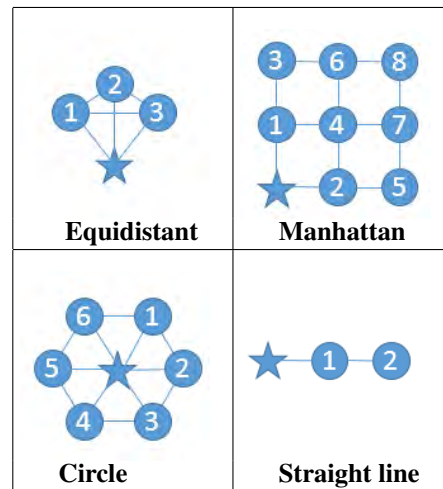 2
1 3
Equidistant
3 6 8
1 4 7
2 5
Manhattan
6 1
5 2
4 3
Circle
1 2
Straight line